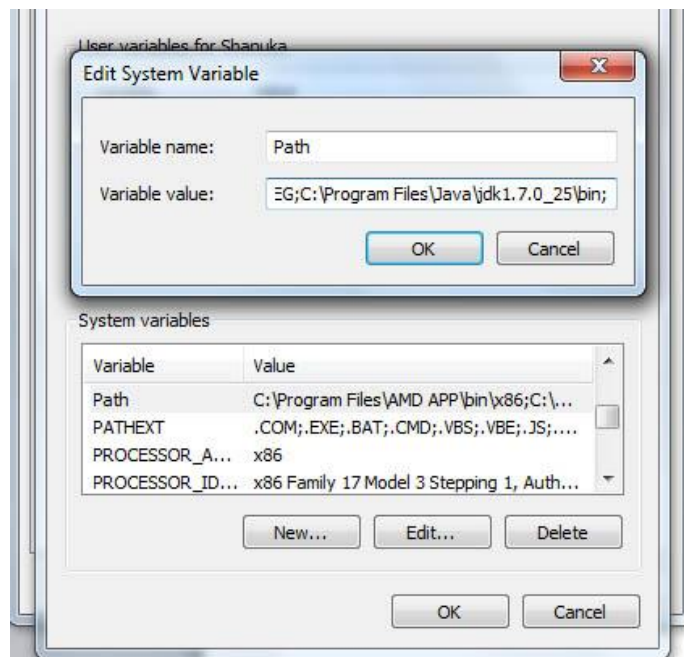 User variables for Shanuka
Edit System Variable
Variable name:
Path
Variable value:
EG;C:\Program Files\Java\jdk1.7.0_25\bin;
OK Cancel
System variables
Variable Value
Path C:\Program Files\AMD APP\bin\x86;C:\...
PATHEXT .COM;.EXE;.BAT;.CMD;.VBS;.VBE;.JS;....
PROCESSOR_A... x86
PROCESSOR_ID... x86 Family 17 Model 3 Stepping 1, Auth...
New... Edit... Delete
OK Cancel